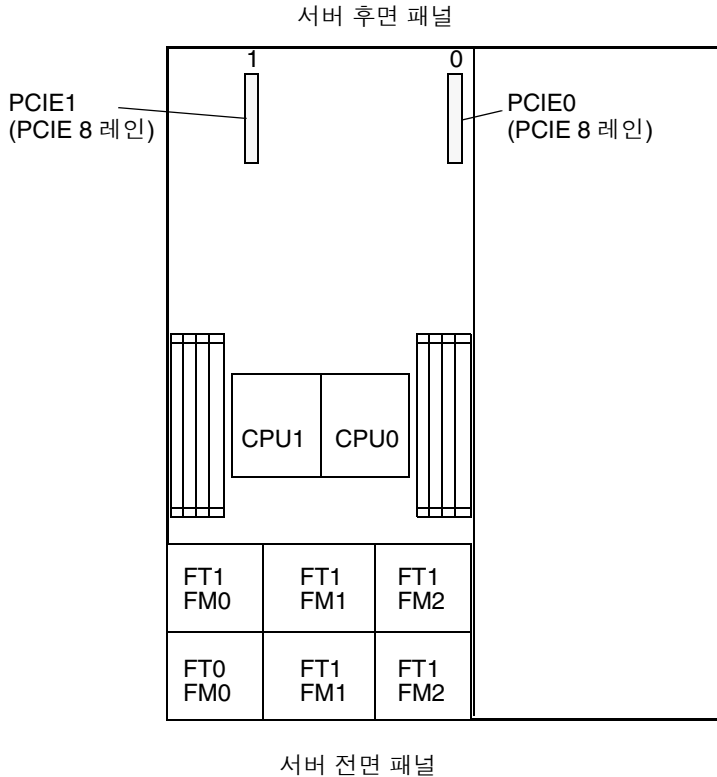 서버 후면 패널
1
0
PCIE1
(PCIE 8 레인)
PCIE0
(PCIE 8 레인)
CPU1
CPU0
FT1
FM0
FT1
FM1
FT1
FM2
FT0
FM0
FT1
FM1
FT1
FM2
서버 전면 패널